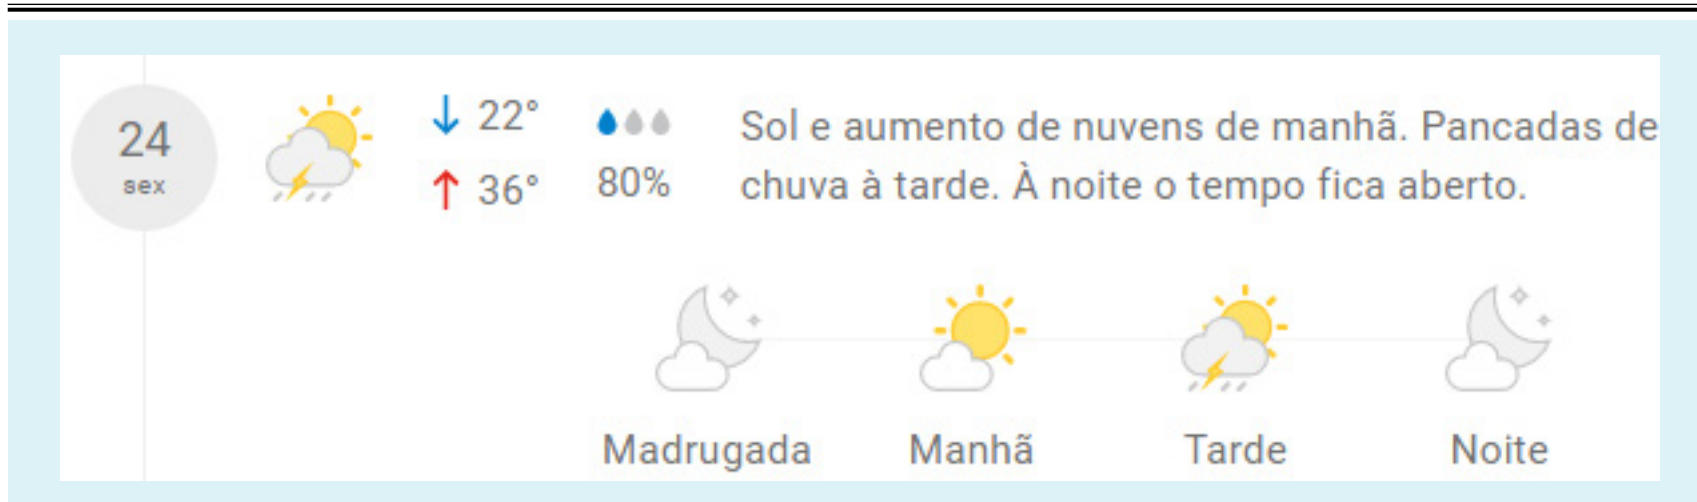 24
sex
22°
36°
80%
Sol e aumento de nuvens de manhã. Pancadas de
chuva à tarde. À noite o tempo fica aberto.
Madrugada
Manhã
Tarde
Noite